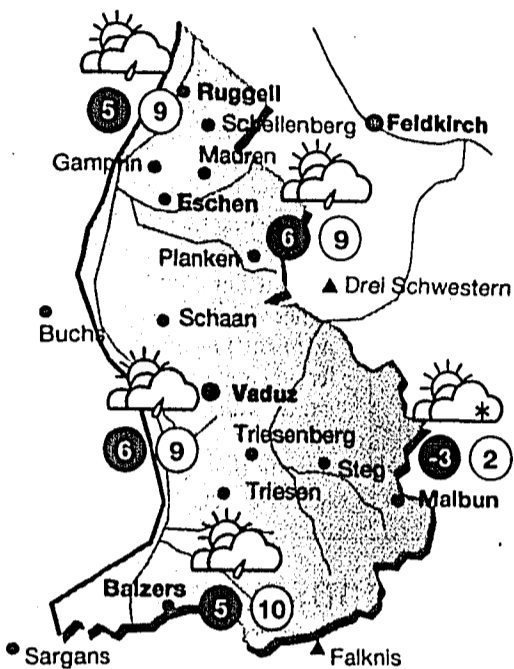 Ruggell
5 9
Schellenberg
Feldkirch
Mauren
Gamprin
Eschen
6 9
Planken
Drei Schwestern
Schaan
Buchs
Vaduz
6 9
Triesenberg
Steg
-3 2
*
Triesen
Malbun
Balzers
5 10
Sargans
Falknis